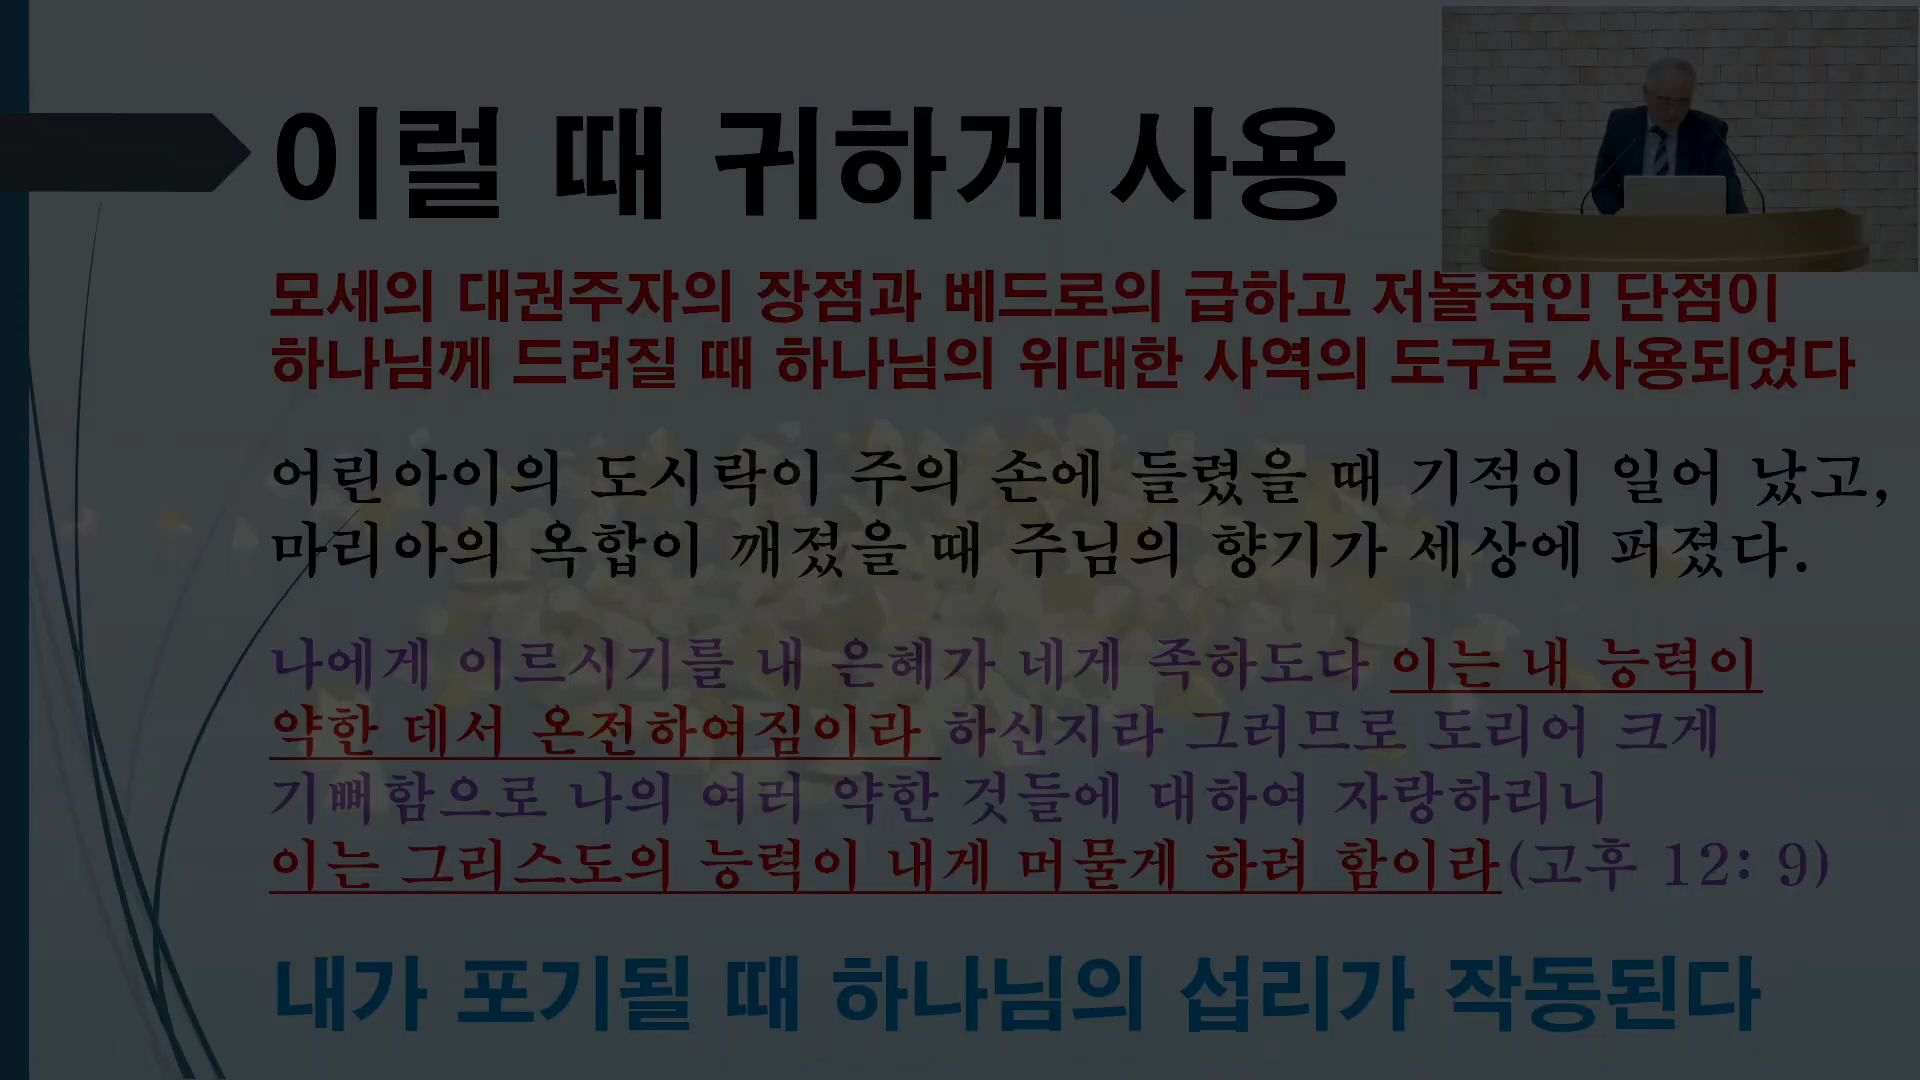 이럴 때 귀하게 사용
모세의 대권주자의 장점과 베드로의 급하고 저돌적인 단점이
하나님께 드려질 때 하나님의 위대한 사역의 도구로 사용되었다
어린아이의 도시락이 주의 손에 들렸을 때 기적이 일어 났고,
마리아의 옥합이 깨졌을 때 주님의 향기가 세상에 퍼졌다.
나에게 이르시기를 내 은혜가 네게 족하도다 이는 내 능력이
약한 데서 온전하여짐이라 하신지라 그러므로 도리어 크게
기뻐함으로 나의 여러 약한 것들에 대하여 자랑하리니
이는 그리스도의 능력이 내게 머물게 하려 함이라(고후 12: 9)
내가 포기될 때 하나님의 섭리가 작동된다